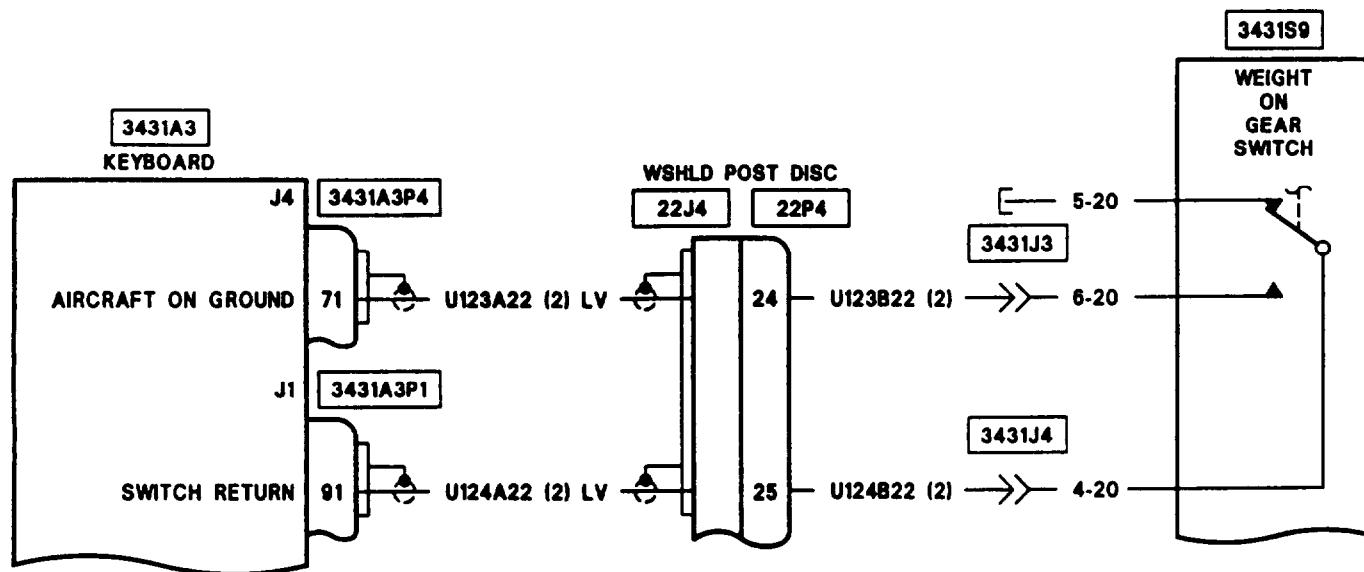 3431S9
WEIGHT
ON
GEAR
SWITCH
3431A3
KEYBOARD
WSHLD POST DISC
J4 3431A3P4
22J4 22P4
5-20
3431J3
AIRCRAFT ON GROUND 71 U123A22 (2) LV 24 U123B22 (2) 6-20
J1 3431A3P1
3431J4
SWITCH RETURN 91 U124A22 (2) LV 25 U124B22 (2) 4-20